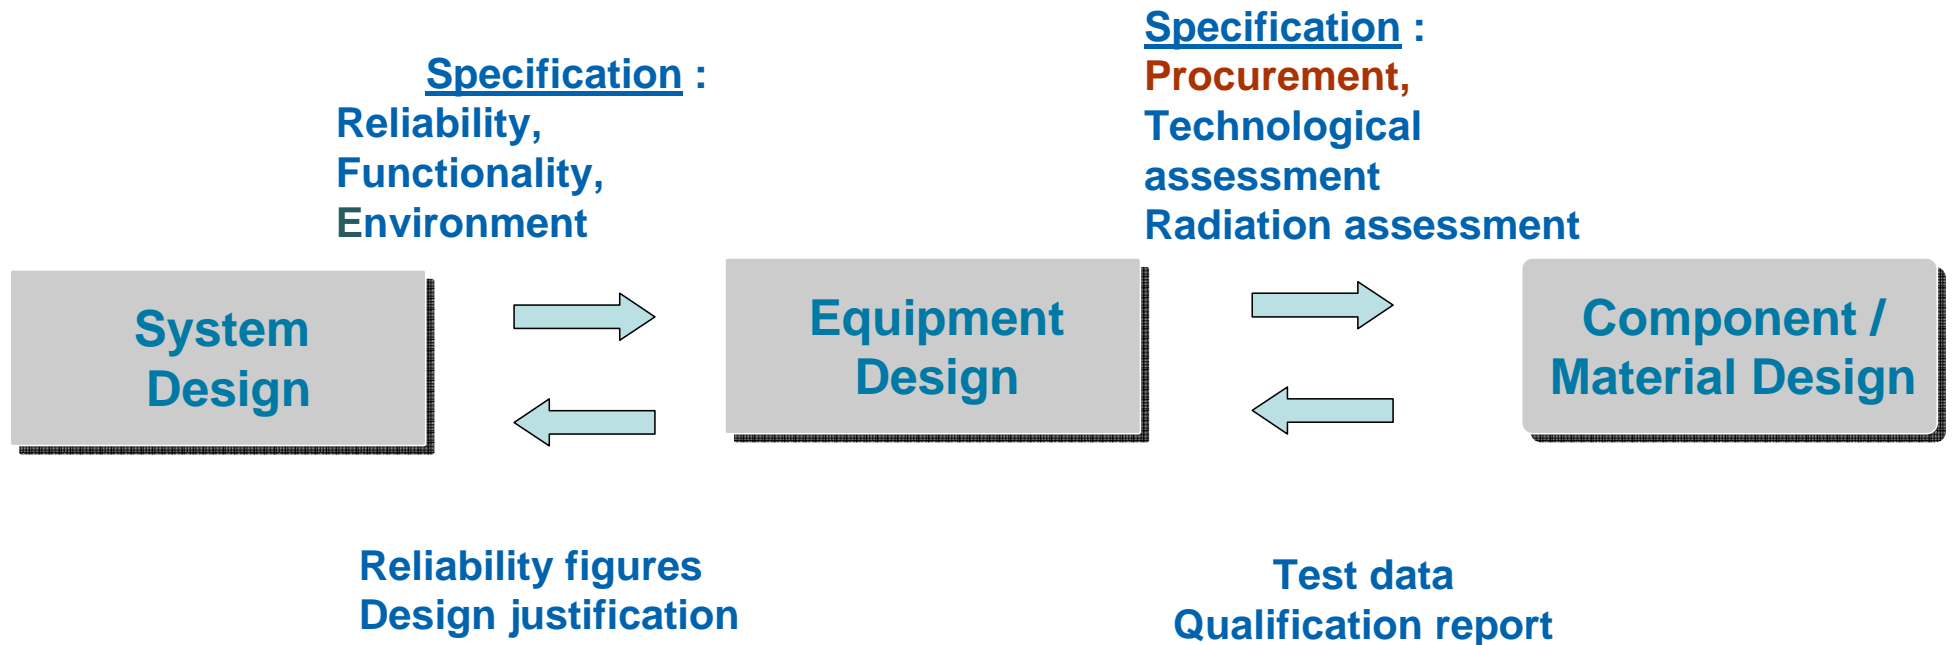 Specification :
Reliability,
Functionality,
Environment
Specification :
Procurement,
Technological
assessment
Radiation assessment
System
Design
Equipment
Design
Component /
Material Design
Reliability figures
Design justification
Test data
Qualification report